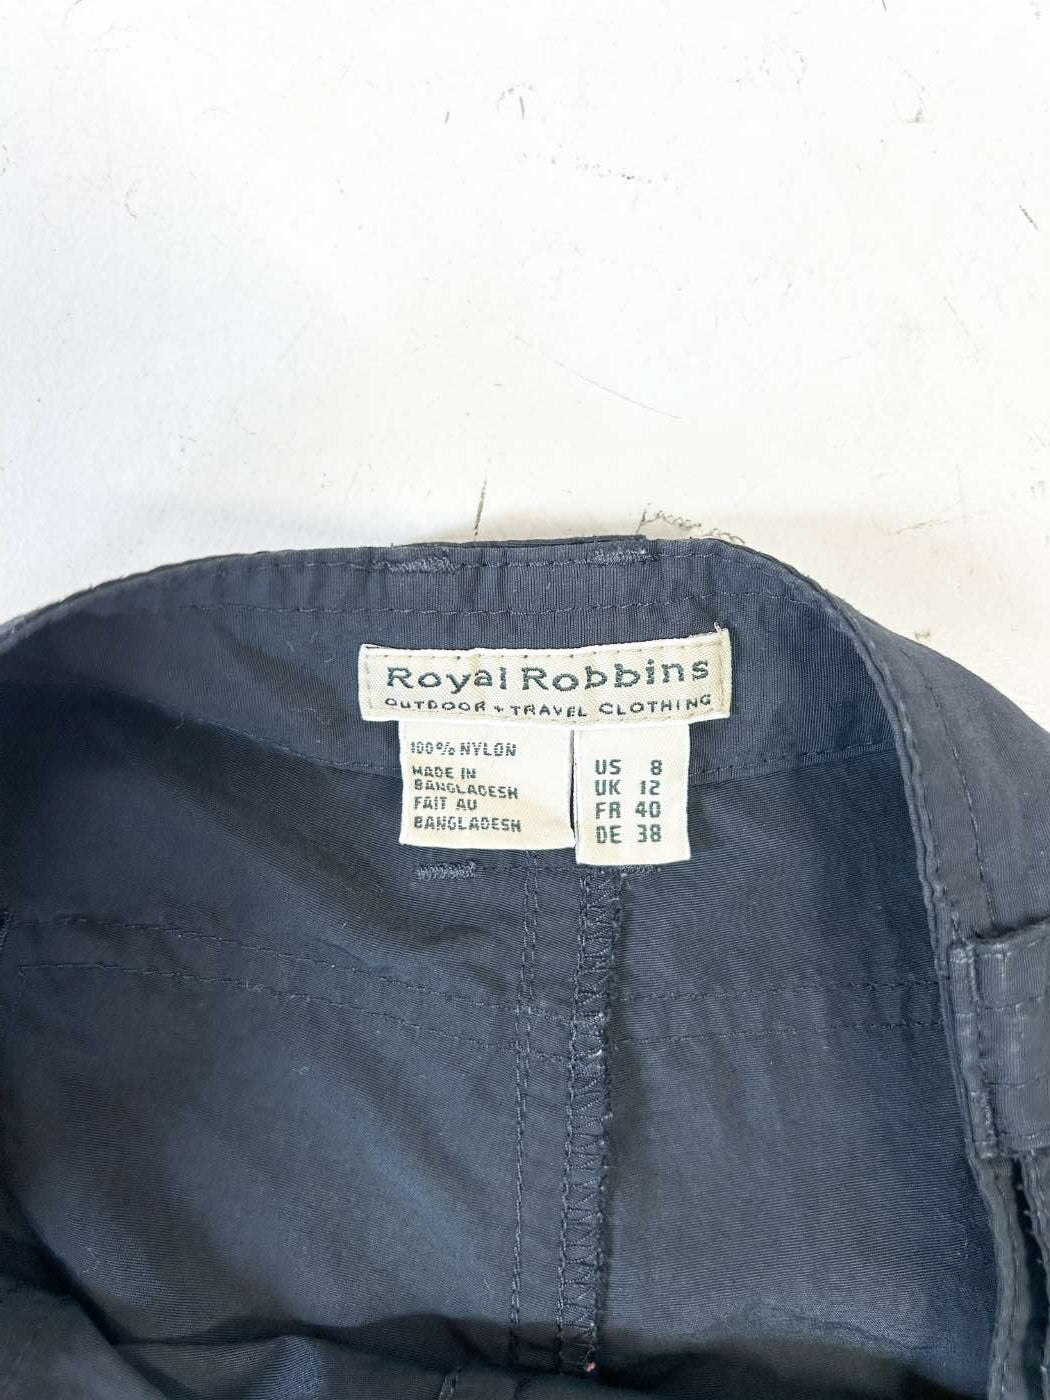 Royal Robbins
OUTDOOR + TRAVEL CLOTHING
100% NYLON
MADE IN
BANGLADESH
FAIT AU
BANGLADESH
US 8
UK 12
FR 40
DE 38